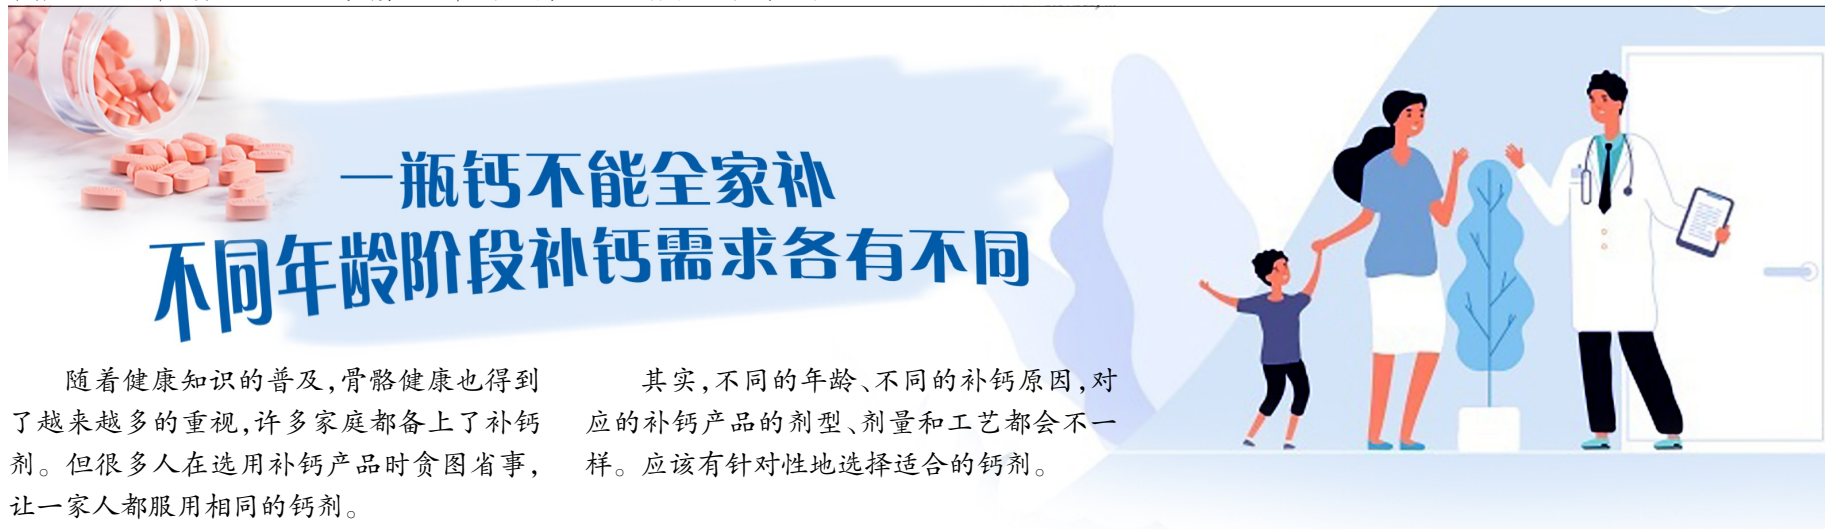 一瓶钙不能全家补
不同年龄阶段补钙需求各有不同
随着健康知识的普及,骨骼健康也得到
了越来越多的重视,许多家庭都备上了补钙
剂。但很多人在选用补钙产品时贪图省事,
让一家人都服用相同的钙剂。
其实,不同的年龄、不同的补钙原因,对
应的补钙产品的剂型、剂量和工艺都会不一
样。应该有针对性地选择适合的钙剂。